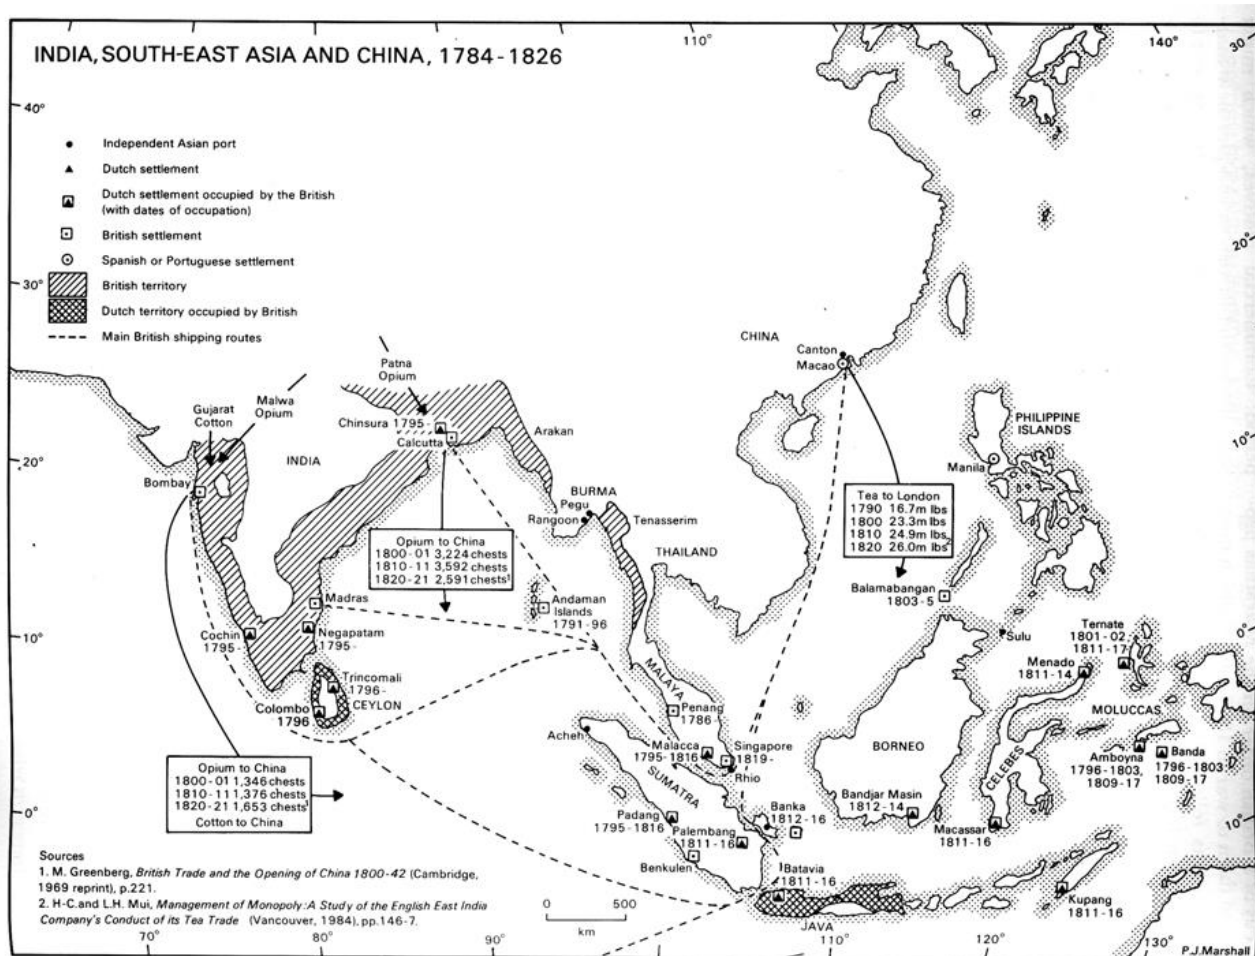 INDIA, SOUTH-EAST ASIA AND CHINA, 1784-1826
110°
140°
40°
30°
20°
10°
0°
20°
10°
0°
10°
30°
Independent Asian port
Dutch settlement
Dutch settlement occupied by the British
(with dates of occupation)
British settlement
Spanish or Portuguese settlement
British territory
Dutch territory occupied by British
Main British shipping routes
Patna
Opium
Malwa
Opium
Gujarat
Cotton
Chinsura 1795-
Calcutta
INDIA
Bombay
Arakan
BURMA
Pegu
Rangoon
Tenasserim
THAILAND
CHINA
Canton
Macao
PHILIPPINE
ISLANDS
Manila
Opium to China
1800-01 3,224 chests
1810-11 3,592 chests
1820-21 2,591 chests¹
Tea to London
1790 16.7m lbs
1800 23.3m lbs
1810 24.9m lbs
1820 26.0m lbs²
Madras
Andaman
Islands
1791-96
Cochin
1795-
Negapatam
1795-
Trincomali
1796-
CEYLON
Colombo
1796
Balamabangan
1803-5
Sulu
Ternate
1801-02
1811-17
Menado
1811-14
MOLUCCAS
MALAYA
Penang
1786-
Acheh
Malacca
1795-1816
Singapore
1819-
Rhio
SUMATRA
BORNEO
CELEBES
Amboyna
1796-1803,
1809-17
Banda
1796-1803
1809-17
Opium to China
1800-01 1,346 chests
1810-11 1,376 chests
1820-21 1,653 chests¹
Cotton to China
Padang
1795-1816
Palembang
1811-16
Banka
1812-16
Bandjar Masin
1812-14
Macassar
1811-16
Benkulen
Batavia
1811-16
JAVA
Kupang
1811-16
Sources
1. M. Greenberg, British Trade and the Opening of China 1800-42 (Cambridge,
1969 reprint), p.221.
2. H-C.and L.H. Mui, Management of Monopoly: A Study of the English East India
Company's Conduct of its Tea Trade (Vancouver, 1984), pp.146-7.
0 500
km
70°
80°
90°
110°
120°
130°
P.J.Marshall